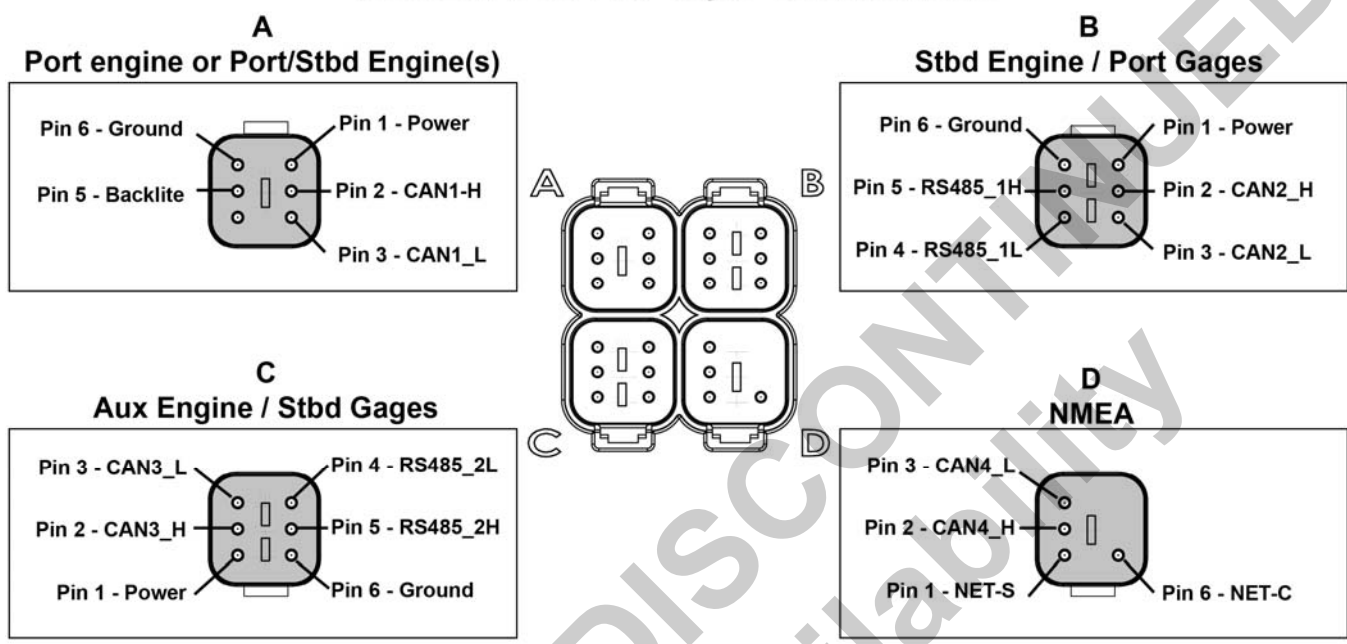 A
Port engine or Port/Stbd Engine(s)
Pin 6 - Ground
Pin 1 - Power
Pin 5 - Backlite
Pin 2 - CAN1-H
Pin 3 - CAN1_L
B
Stbd Engine / Port Gages
Pin 6 - Ground
Pin 1 - Power
Pin 5 - RS485_1H
Pin 2 - CAN2_H
Pin 4 - RS485_1L
Pin 3 - CAN2_L
A
B
C
D
C
Aux Engine / Stbd Gages
Pin 3 - CAN3_L
Pin 4 - RS485_2L
Pin 2 - CAN3_H
Pin 5 - RS485_2H
Pin 1 - Power
Pin 6 - Ground
D
NMEA
Pin 3 - CAN4_L
Pin 2 - CAN4_H
Pin 1 - NET-S
Pin 6 - NET-C
DISCONTINUED